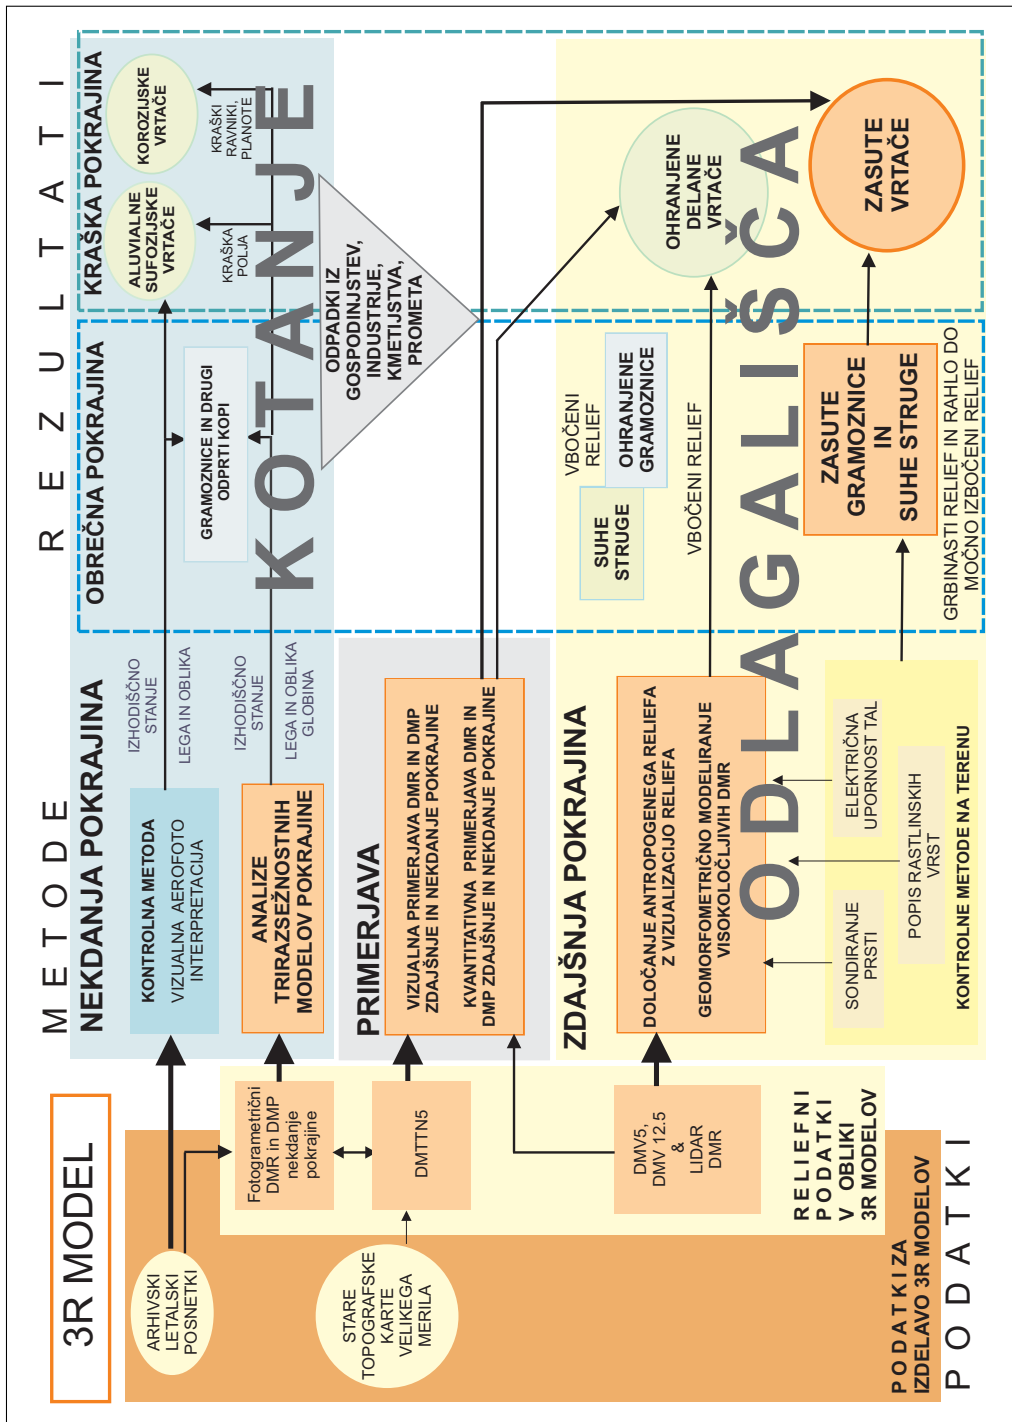 3R MODEL
METODE
REZULTATI
NEKDANJA POKRAJINA
OBREČNA POKRAJINA
KRAŠKA POKRAJINA
ARHIVSKI
LETALSKI
POSNETKI
KONTROLNA METODA
VIZUALNA AEROFOTO
INTERPRETACIJA
IZHODIŠČNO
STANJE
LEGA IN OBLIKA
ALUVIALNE
SUFOZIJSKE
VRTAČE
KOROZIJSKE
VRTAČE
KRAŠKA
POLJA
KRAŠKI
RAVNIKI,
PLANOTE
GRAMOZNICE IN DRUGI
ODPRTI KOPI
Fotogrametrični
DMR in DMP
nekdanje
pokrajine
ANALIZE
TRIRAZSEŽNOSTNIH
MODELOV POKRAJINE
IZHODIŠČNO
STANJE
LEGA IN OBLIKA
GLOBINA
KOTANJE
ODPADKI IZ
GOSPODINJSTEV,
INDUSTRIJE,
KMETIJSTVA,
PROMETA
STARE
TOPOGRAFSKE
KARTE
VELIKEGA
MERILA
DMTTN5
PRIMERJAVA
VIZUALNA PRIMERJAVA DMR IN DMP
ZDAJŠNJE IN NEKDANJE POKRAJINE
KVANTITATIVNA PRIMERJAVA DMR IN
DMP ZDAJŠNJE IN NEKDANJE POKRAJINE
ZDAJŠNJA POKRAJINA
DMV5,
DMV 12.5
&
LIDAR
DMR
DOLOČANJE ANTROPOGENEGA RELIEFA
Z VIZUALIZACIJO RELIEFA
GEOMORFOMETRIČNO MODELIRANJE
VISOKOLOČLJIVIH DMR
VBOČENI
RELIEF
SUHE
STRUGE
OHRANJENE
GRAMOZNICE
VBOČENI RELIEF
OHRANJENE
DELANE
VRTAČE
ODLAGALIŠČA
ZASUTE
GRAMOZNICE
IN
SUHE STRUGE
ZASUTE
VRTAČE
GRBINASTI RELIEF IN RAHLO DO
MOČNO IZBOČENI RELIEF
SONDIRANJE
PRSTI
POPIS RASTLINSKIH
VRST
ELEKTRIČNA
UPORNOST TAL
KONTROLNE METODE NA TERENU
RELIEFNI
PODATKI
V OBLIKI
3R MODELOV
PODATKI ZA
IZDELAVO 3R MODELOV
PODATKI